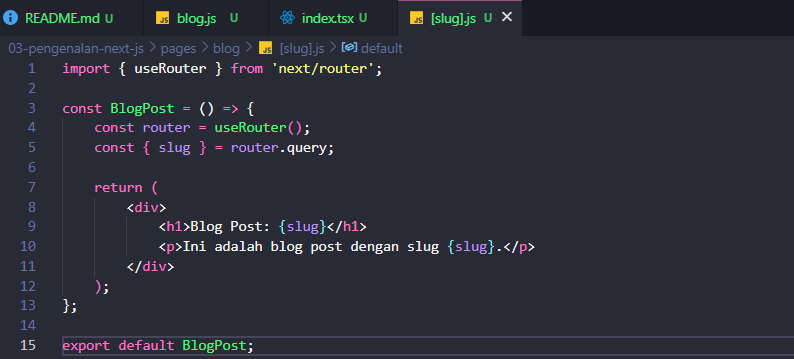 README.md U blog.js U index.tsx U JS [slug].js U ×
03-pengenalan-next-js > pages > blog > JS [slug].js > default
1 import { useRouter } from 'next/router';
2
3 const BlogPost = () => {
4 const router = useRouter();
5 const { slug } = router.query;
6
7 return (
8 <div>
9 <h1>Blog Post: {slug}</h1>
10 <p>Ini adalah blog post dengan slug {slug}.</p>
11 </div>
12 );
13 };
14
15 export default BlogPost;